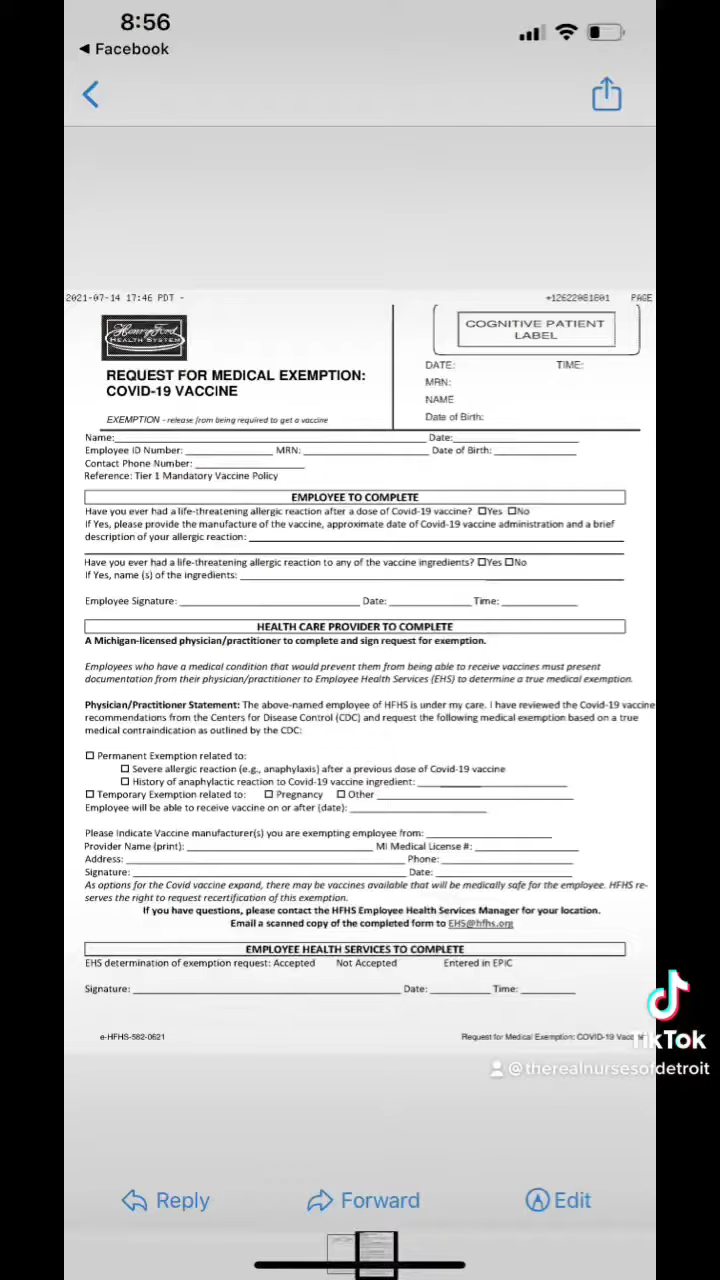 8:56
◀ Facebook
2021-07-14 17:46 PDT -
+12622061801 PAGE
Henry Ford
HEALTH SYSTEM
COGNITIVE PATIENT
LABEL
REQUEST FOR MEDICAL EXEMPTION:
COVID-19 VACCINE
DATE: TIME:
MRN:
NAME
Date of Birth:
EXEMPTION - release from being required to get a vaccine
Name: Date:
Employee ID Number: MRN: Date of Birth:
Contact Phone Number:
Reference: Tier 1 Mandatory Vaccine Policy
EMPLOYEE TO COMPLETE
Have you ever had a life-threatening allergic reaction after a dose of Covid-19 vaccine? ☐Yes ☐No
If Yes, please provide the manufacture of the vaccine, approximate date of Covid-19 vaccine administration and a brief
description of your allergic reaction:
Have you ever had a life-threatening allergic reaction to any of the vaccine ingredients? ☐Yes ☐No
If Yes, name (s) of the ingredients:
Employee Signature: Date: Time:
HEALTH CARE PROVIDER TO COMPLETE
A Michigan-licensed physician/practitioner to complete and sign request for exemption.
Employees who have a medical condition that would prevent them from being able to receive vaccines must present
documentation from their physician/practitioner to Employee Health Services (EHS) to determine a true medical exemption.
Physician/Practitioner Statement: The above-named employee of HFHS is under my care. I have reviewed the Covid-19 vaccine
recommendations from the Centers for Disease Control (CDC) and request the following medical exemption based on a true
medical contraindication as outlined by the CDC:
☐ Permanent Exemption related to:
☐ Severe allergic reaction (e.g., anaphylaxis) after a previous dose of Covid-19 vaccine
☐ History of anaphylactic reaction to Covid-19 vaccine ingredient:
☐ Temporary Exemption related to: ☐ Pregnancy ☐ Other
Employee will be able to receive vaccine on or after (date):
Please Indicate Vaccine manufacturer(s) you are exempting employee from:
Provider Name (print): MI Medical License #:
Address: Phone:
Signature: Date:
As options for the Covid vaccine expand, there may be vaccines available that will be medically safe for the employee. HFHS re-
serves the right to request recertification of this exemption.
If you have questions, please contact the HFHS Employee Health Services Manager for your location.
Email a scanned copy of the completed form to EHS@hfhs.org
EMPLOYEE HEALTH SERVICES TO COMPLETE
EHS determination of exemption request: Accepted Not Accepted Entered in EPIC
Signature: Date: Time:
e-HFHS-582-0621
Request for Medical Exemption: COVID-19 Vaccine
TikTok
@therealnursesofdetroit
Reply Forward Edit